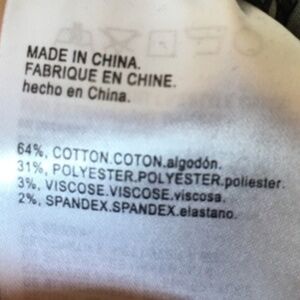 MADE IN CHINA.
FABRIQUE EN CHINE.
hecho en China.
64%, COTTON.COTON.algodón.
31%, POLYESTER.POLYESTER.poliester.
3%, VISCOSE.VISCOSE.viscosa.
2%, SPANDEX.SPANDEX.elastano.